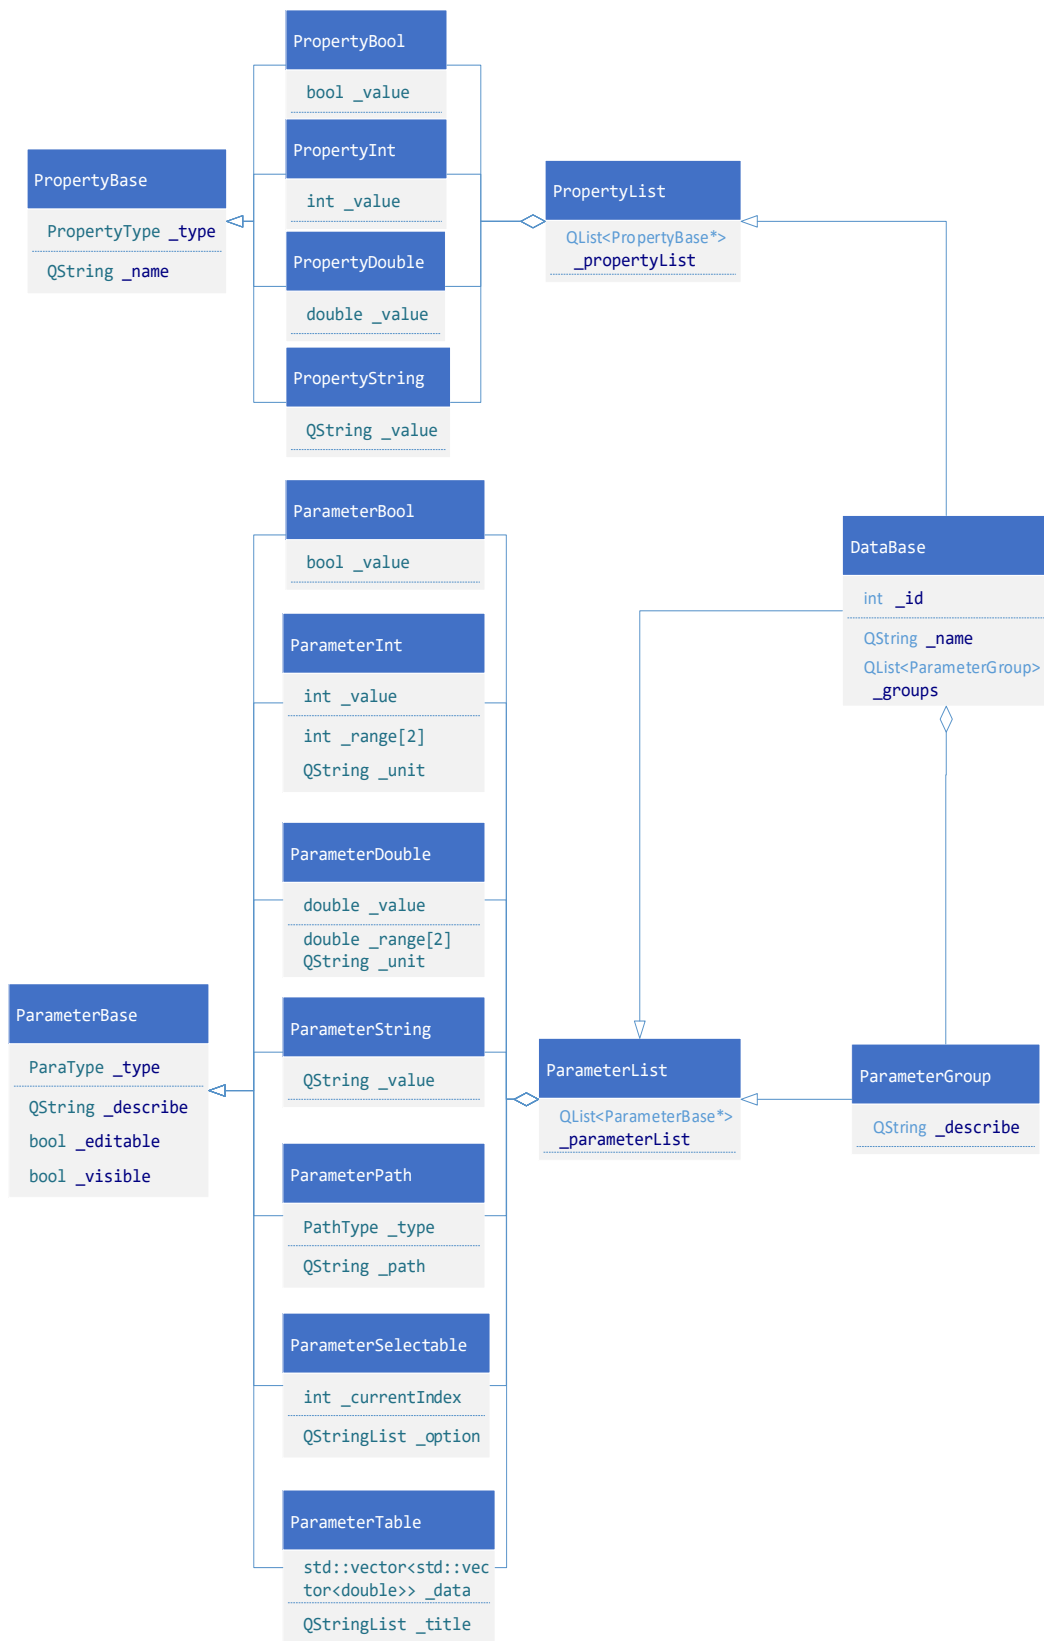 PropertyBool
bool _value
PropertyInt
int _value
PropertyDouble
double _value
PropertyString
QString _value
PropertyBase
PropertyType _type
QString _name
PropertyList
QList<PropertyBase*>
_propertyList
ParameterBool
bool _value
ParameterInt
int _value
int _range[2]
QString _unit
ParameterDouble
double _value
double _range[2]
QString _unit
ParameterString
QString _value
ParameterPath
PathType _type
QString _path
ParameterSelectable
int _currentIndex
QStringList _option
ParameterTable
std::vector<std::vec
tor<double>> _data
QStringList _title
ParameterBase
ParaType _type
QString _describe
bool _editable
bool _visible
ParameterList
QList<ParameterBase*>
_parameterList
DataBase
int _id
QString _name
QList<ParameterGroup>
_groups
ParameterGroup
QString _describe